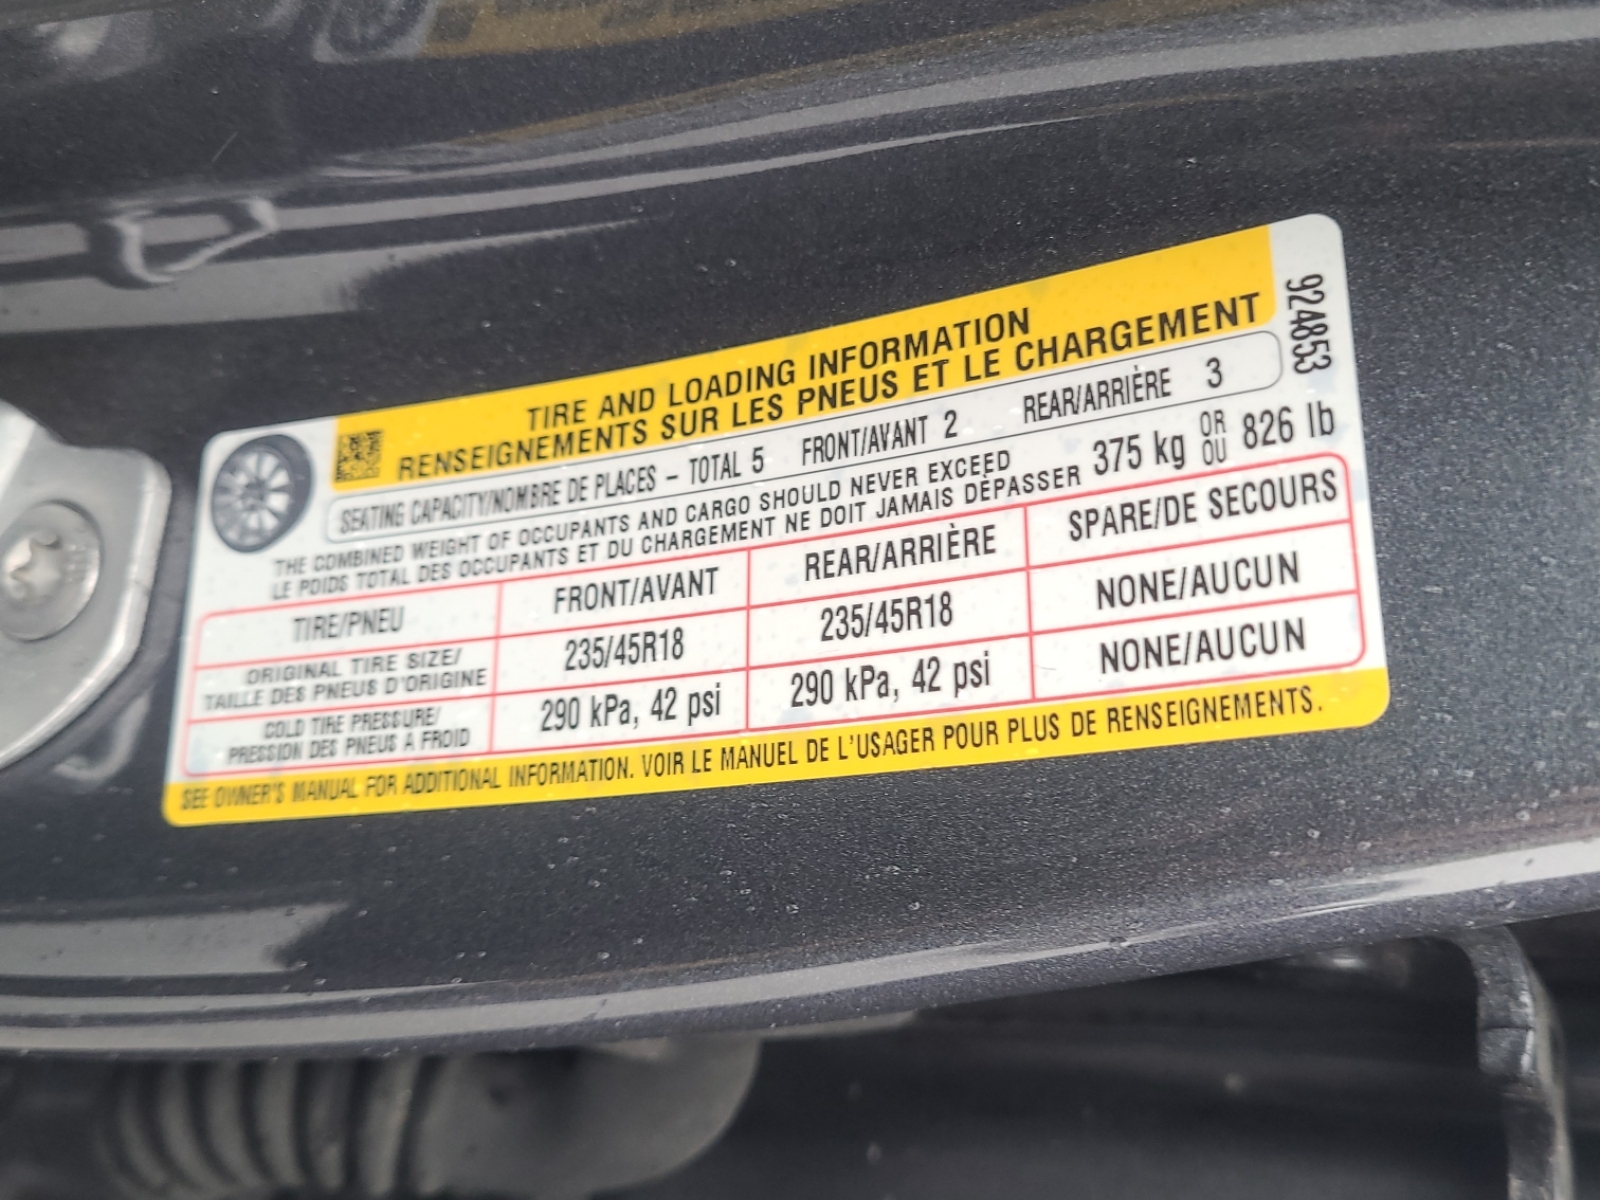 924853
TIRE AND LOADING INFORMATION
RENSEIGNEMENTS SUR LES PNEUS ET LE CHARGEMENT
SEATING CAPACITY/NOMBRE DE PLACES – TOTAL 5 FRONT/AVANT 2 REAR/ARRIÈRE 3
THE COMBINED WEIGHT OF OCCUPANTS AND CARGO SHOULD NEVER EXCEED
LE POIDS TOTAL DES OCCUPANTS ET DU CHARGEMENT NE DOIT JAMAIS DÉPASSER
375 kg OR OU 826 lb
TIRE/PNEU FRONT/AVANT REAR/ARRIÈRE SPARE/DE SECOURS
ORIGINAL TIRE SIZE/
TAILLE DES PNEUS D'ORIGINE
235/45R18 235/45R18 NONE/AUCUN
COLD TIRE PRESSURE/
PRESSION DES PNEUS À FROID
290 kPa, 42 psi 290 kPa, 42 psi NONE/AUCUN
SEE OWNER'S MANUAL FOR ADDITIONAL INFORMATION. VOIR LE MANUEL DE L'USAGER POUR PLUS DE RENSEIGNEMENTS.